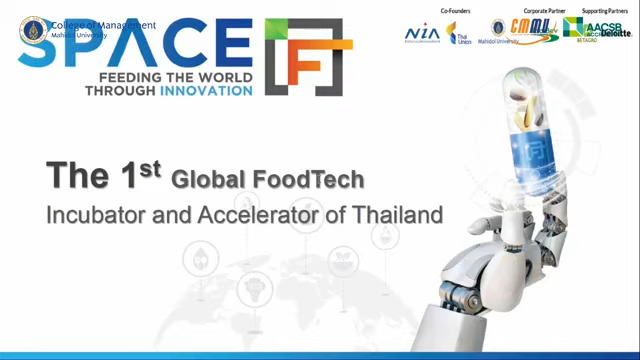 College of Management
Mahidol University
SPACE F
FEEDING THE WORLD
THROUGH INNOVATION
Co-Founders
Corporate Partner
Supporting Partners
NIA
Thai
Union
Mahidol University
CMMU
AACSB
Deloitte.
BETAGRO
The 1st Global FoodTech
Incubator and Accelerator of Thailand